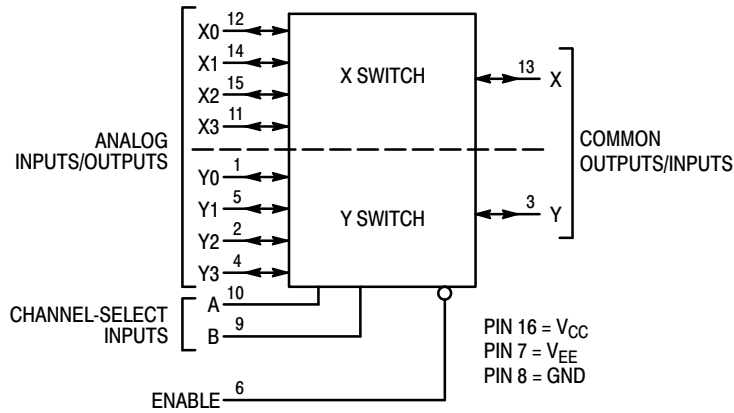 X0 12
X1 14
X2 15
X3 11
X SWITCH
13 X
ANALOG
INPUTS/OUTPUTS
COMMON
OUTPUTS/INPUTS
Y0 1
Y1 5
Y2 2
Y3 4
Y SWITCH
3 Y
CHANNEL-SELECT
INPUTS
A 10
B 9
ENABLE 6
PIN 16 = VCC
PIN 7 = VEE
PIN 8 = GND